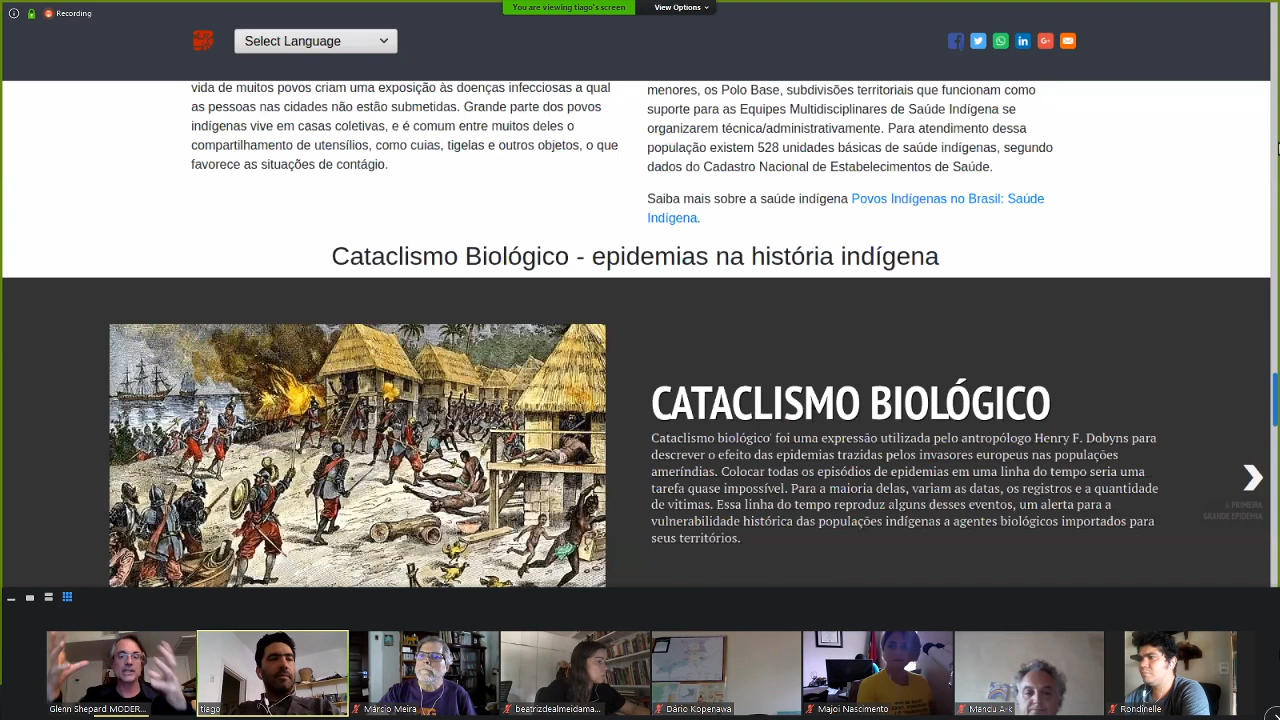 Recording
You are viewing tiago's screen
View Options
Select Language
vida de muitos povos criam uma exposição às doenças infecciosas a qual
as pessoas nas cidades não estão submetidas. Grande parte dos povos
indígenas vive em casas coletivas, e é comum entre muitos deles o
compartilhamento de utensílios, como cuias, tigelas e outros objetos, o que
favorece as situações de contágio.
menores, os Polo Base, subdivisões territoriais que funcionam como
suporte para as Equipes Multidisciplinares de Saúde Indígena se
organizarem técnica/administrativamente. Para atendimento dessa
população existem 528 unidades básicas de saúde indígenas, segundo
dados do Cadastro Nacional de Estabelecimentos de Saúde.
Saiba mais sobre a saúde indígena Povos Indígenas no Brasil: Saúde
Indígena.
Cataclismo Biológico - epidemias na história indígena
CATACLISMO BIOLÓGICO
Cataclismo biológico' foi uma expressão utilizada pelo antropólogo Henry F. Dobyns para
descrever o efeito das epidemias trazidas pelos invasores europeus nas populações
ameríndias. Colocar todas os episódios de epidemias em uma linha do tempo seria uma
tarefa quase impossível. Para a maioria delas, variam as datas, os registros e a quantidade
de vitimas. Essa linha do tempo reproduz alguns desses eventos, um alerta para a
vulnerabilidade histórica das populações indígenas a agentes biológicos importados para
seus territórios.
A PRIMEIRA
GRANDE EPIDEMIA
Glenn Shepard MODER...
tiago
Márcio Meira
beatrizdealmeidama...
Dário Kopenawa
Majoi Nascimento
Rondinelle